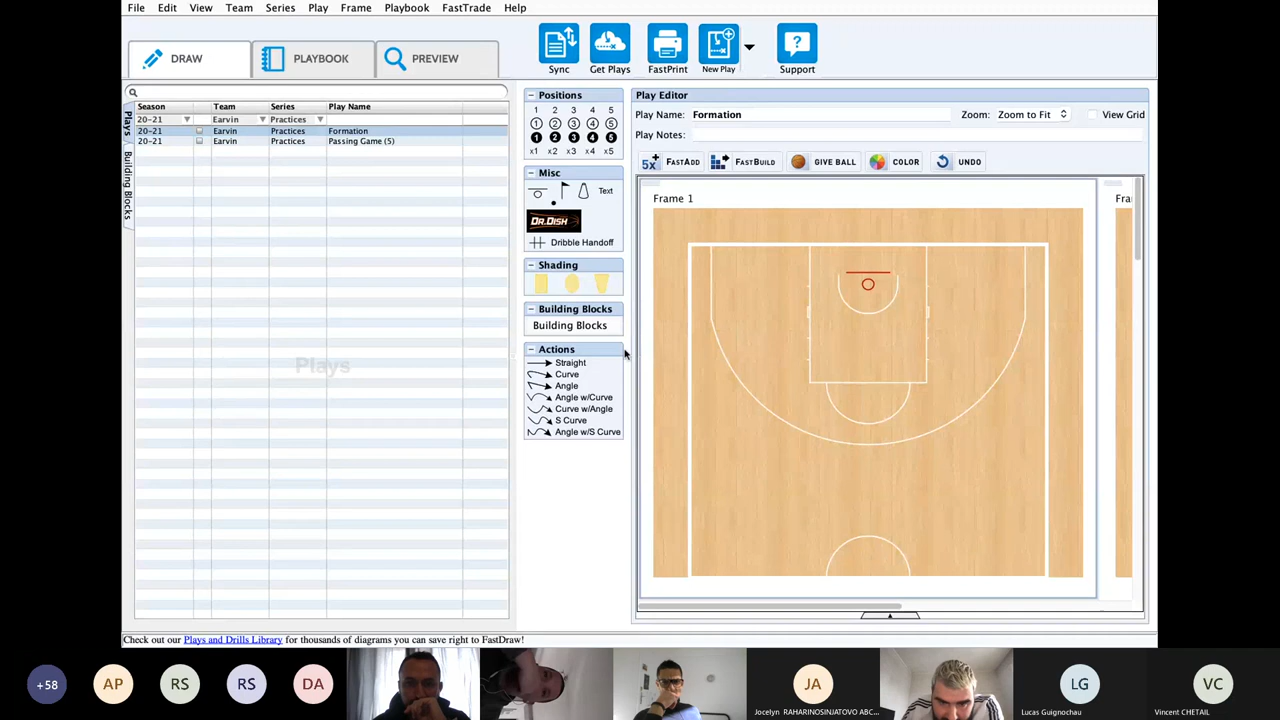 File Edit View Team Series Play Frame Playbook FastTrade Help
DRAW PLAYBOOK PREVIEW
Sync Get Plays FastPrint New Play Support
Season Team Series Play Name
20-21 Earvin Practices
20-21 Earvin Practices Formation
20-21 Earvin Practices Passing Game (5)
Plays
Building Blocks
Plays
Positions
1 2 3 4 5
1 2 3 4 5
1 2 3 4 5
x1 x2 x3 x4 x5
Misc
Text
DR.DISH
Dribble Handoff
Shading
Building Blocks
Building Blocks
Actions
Straight
Curve
Angle
Angle w/Curve
Curve w/Angle
S Curve
Angle w/S Curve
Play Editor
Play Name: Formation Zoom: Zoom to Fit View Grid
Play Notes:
5x FASTADD FASTBUILD GIVE BALL COLOR UNDO
Frame 1 Fra
Check out our Plays and Drills Library for thousands of diagrams you can save right to FastDraw!
+58 AP RS RS DA JA LG VC
Jocelyn RAHARINOSINJATOVO ABC... Lucas Guignochau Vincent CHETAIL